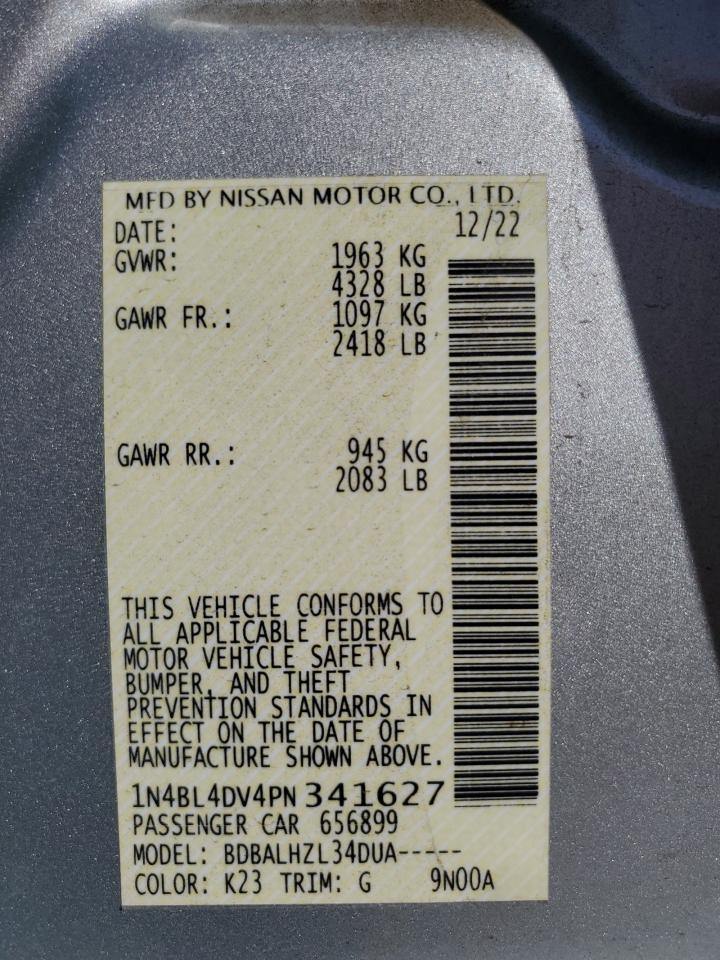 MFD BY NISSAN MOTOR CO., LTD.
DATE: 12/22
GVWR: 1963 KG
4328 LB
GAWR FR.: 1097 KG
2418 LB
GAWR RR.: 945 KG
2083 LB
THIS VEHICLE CONFORMS TO
ALL APPLICABLE FEDERAL
MOTOR VEHICLE SAFETY,
BUMPER, AND THEFT
PREVENTION STANDARDS IN
EFFECT ON THE DATE OF
MANUFACTURE SHOWN ABOVE.
1N4BL4DV4PN 341627
PASSENGER CAR 656899
MODEL: BDBALHZL34DUA-----
COLOR: K23 TRIM: G 9N00A